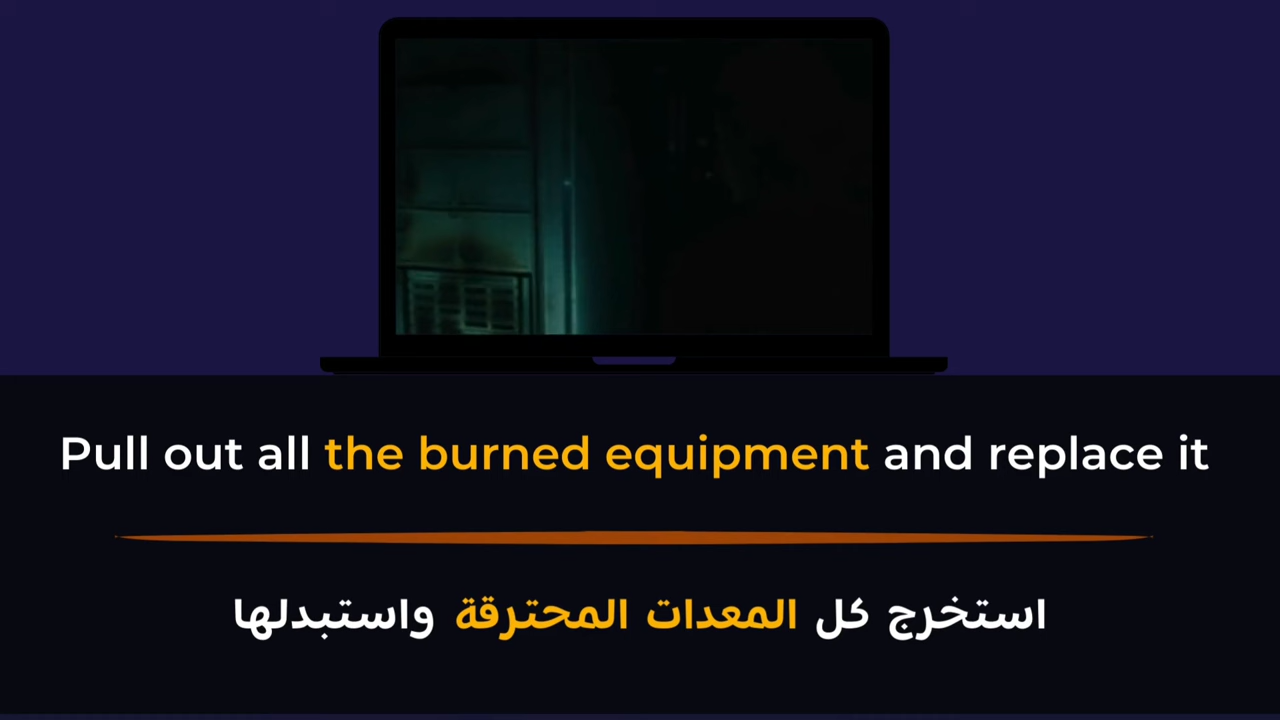 Pull out all the burned equipment and replace it
استخرج كل المعدات المحترقة واستبدلها